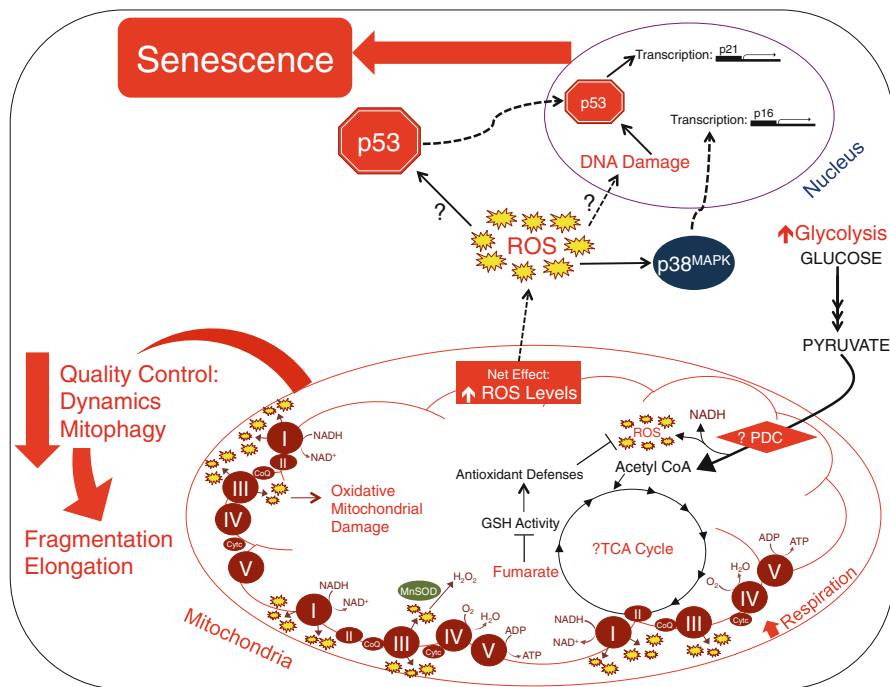 Senescence
Transcription: p21
p53
p53
Transcription: p16
DNA Damage
Nucleus
?
?
ROS
p38MAPK
Glycolysis
GLUCOSE
PYRUVATE
Quality Control:
Dynamics
Mitophagy
Net Effect:
ROS Levels
NADH
? PDC
ROS
Acetyl CoA
I
NADH
NAD+
II
CoQ
III
Oxidative
Mitochondrial
Damage
IV
Cytc
V
Antioxidant Defenses
GSH Activity
Fumarate
?TCA Cycle
Fragmentation
Elongation
Mitochondria
I
NADH
NAD+
II
CoQ
III
MnSOD
H2O2
IV
Cytc
O2
H2O
V
ADP
ATP
NADH
NAD+
I
II
CoQ
III
IV
Cytc
O2
H2O
V
ADP
ATP
Respiration